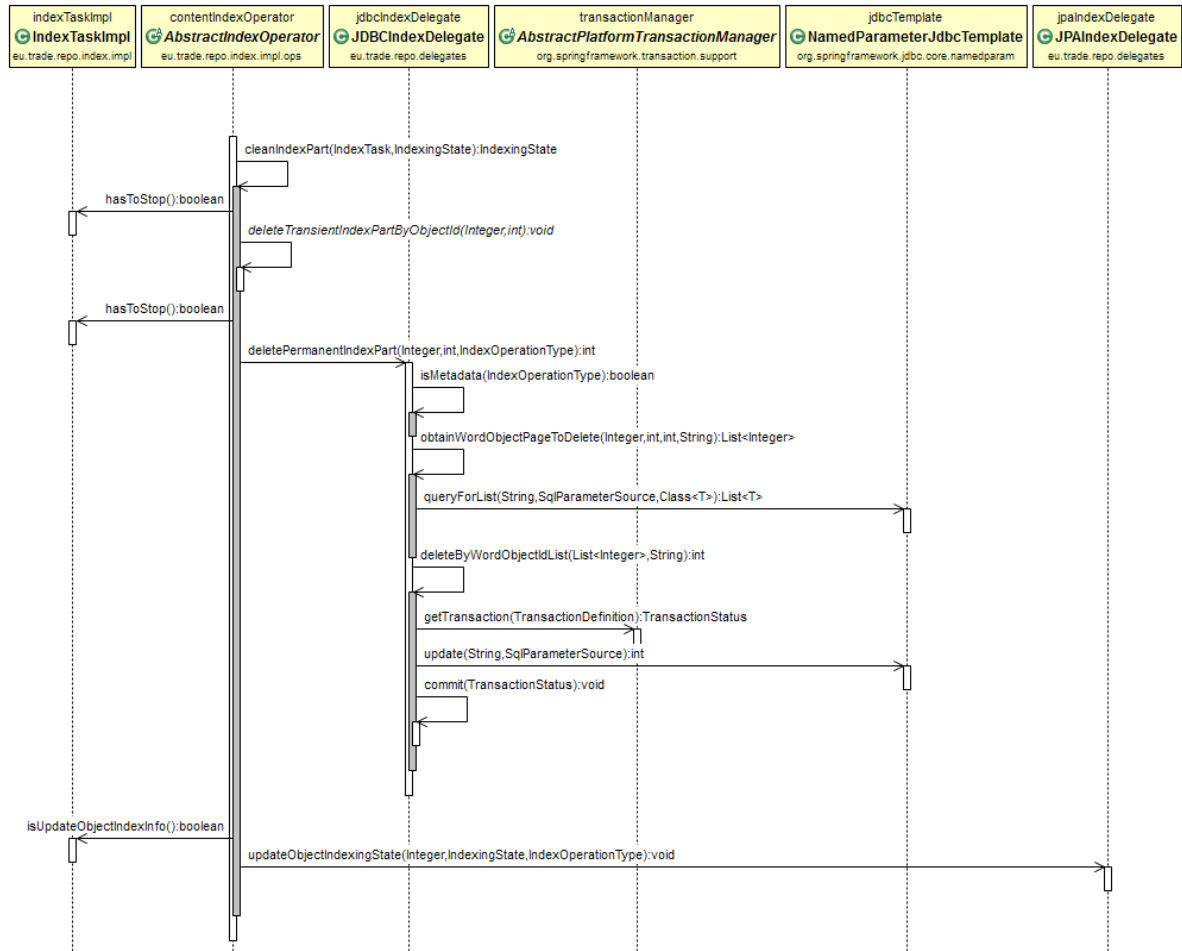 indexTaskImpl
IndexTaskImpl
eu.trade.repo.index.impl
contentIndexOperator
AbstractIndexOperator
eu.trade.repo.index.impl.ops
jdbcIndexDelegate
JDBCIndexDelegate
eu.trade.repo.delegates
transactionManager
AbstractPlatformTransactionManager
org.springframework.transaction.support
jdbcTemplate
NamedParameterJdbcTemplate
org.springframework.jdbc.core.namedparam
jpaIndexDelegate
JPAIndexDelegate
eu.trade.repo.delegates
cleanIndexPart(IndexTask,IndexingState):IndexingState
hasToStop():boolean
deleteTransientIndexPartByObjectId(Integer,int):void
hasToStop():boolean
deletePermanentIndexPart(Integer,int,IndexOperationType):int
isMetadata(IndexOperationType):boolean
obtainWordObjectPageToDelete(Integer,int,int,String):List<Integer>
queryForList(String,SqlParameterSource,Class<T>):List<T>
deleteByWordObjectIdList(List<Integer>,String):int
getTransaction(TransactionDefinition):TransactionStatus
update(String,SqlParameterSource):int
commit(TransactionStatus):void
isUpdateObjectIndexInfo():boolean
updateObjectIndexingState(Integer,IndexingState,IndexOperationType):void